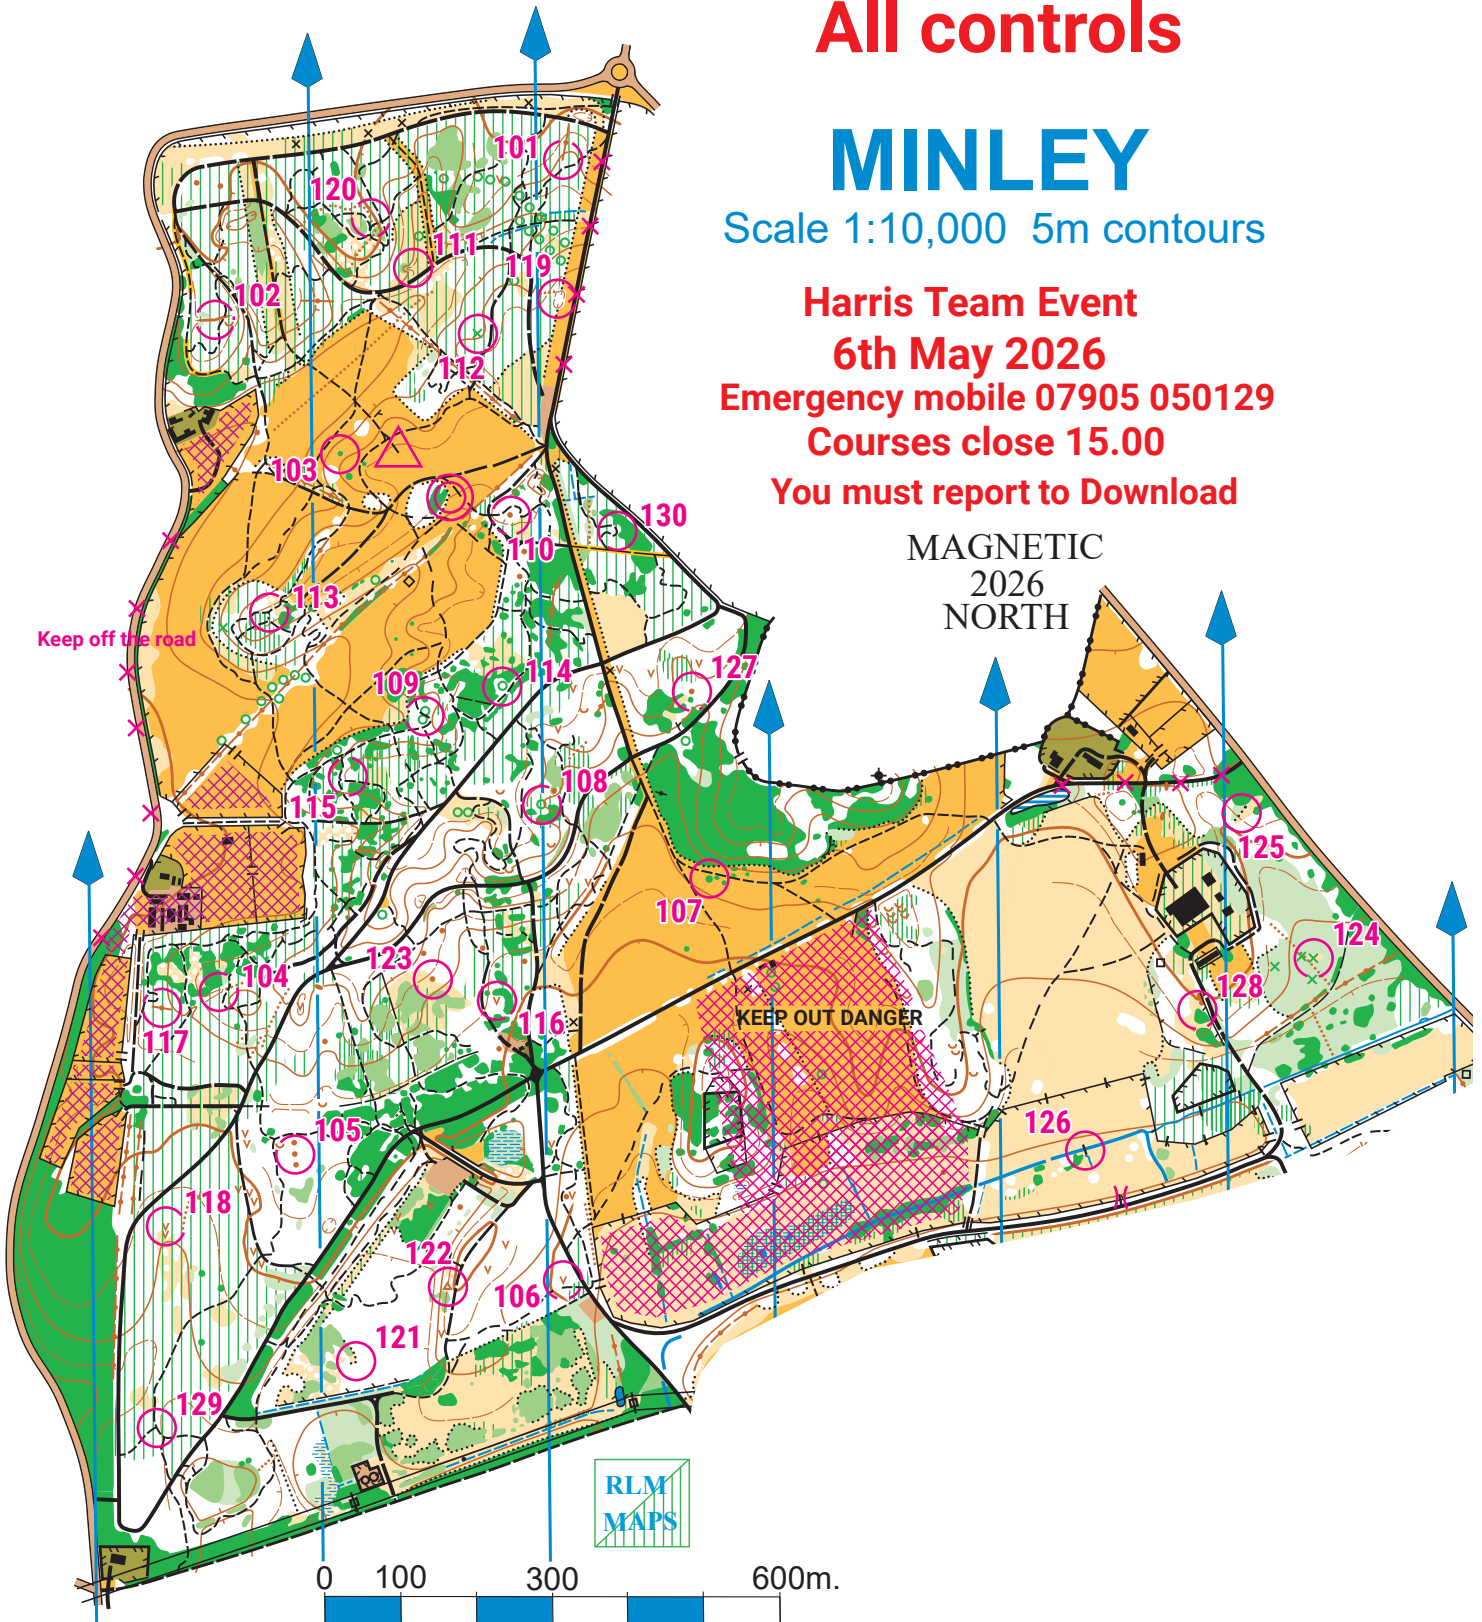 All controls
MINLEY
Scale 1:10,000 5m contours
Harris Team Event
6th May 2026
Emergency mobile 07905 050129
Courses close 15.00
You must report to Download
MAGNETIC
2026
NORTH
101
120
111
119
102
112
103
130
110
113
Keep off the road
114
127
109
108
115
125
107
124
123
104
128
116
KEEP OUT DANGER
117
126
105
118
122
106
121
129
RLM
MAPS
0 100 300 600m.